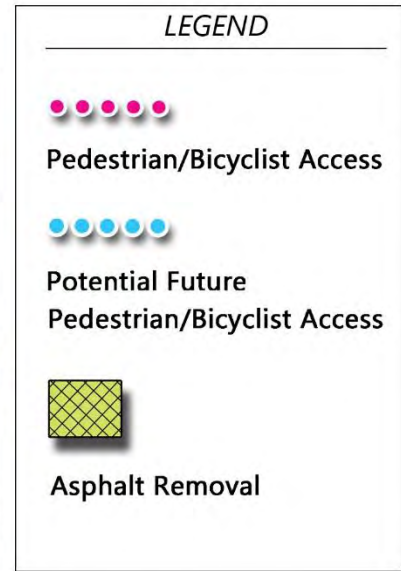 LEGEND
Pedestrian/Bicyclist Access
Potential Future
Pedestrian/Bicyclist Access
Asphalt Removal